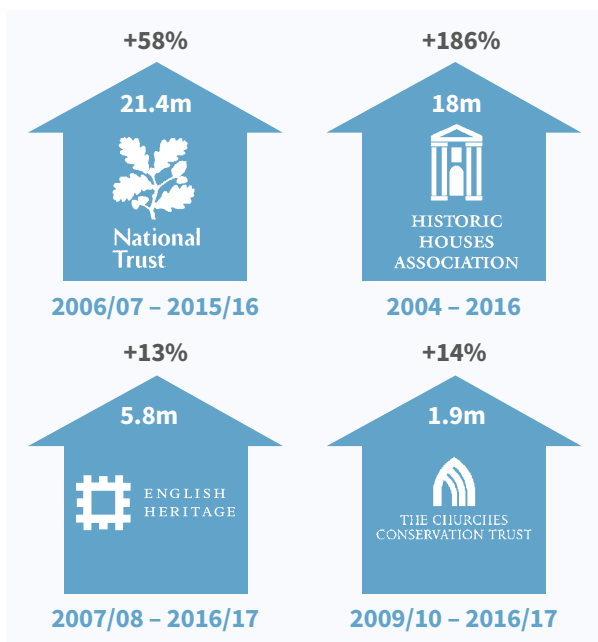 +58%
21.4m
National
Trust
2006/07 – 2015/16
+186%
18m
HISTORIC
HOUSES
ASSOCIATION
2004 – 2016
+13%
5.8m
ENGLISH
HERITAGE
2007/08 – 2016/17
+14%
1.9m
THE CHURCHES
CONSERVATION TRUST
2009/10 – 2016/17